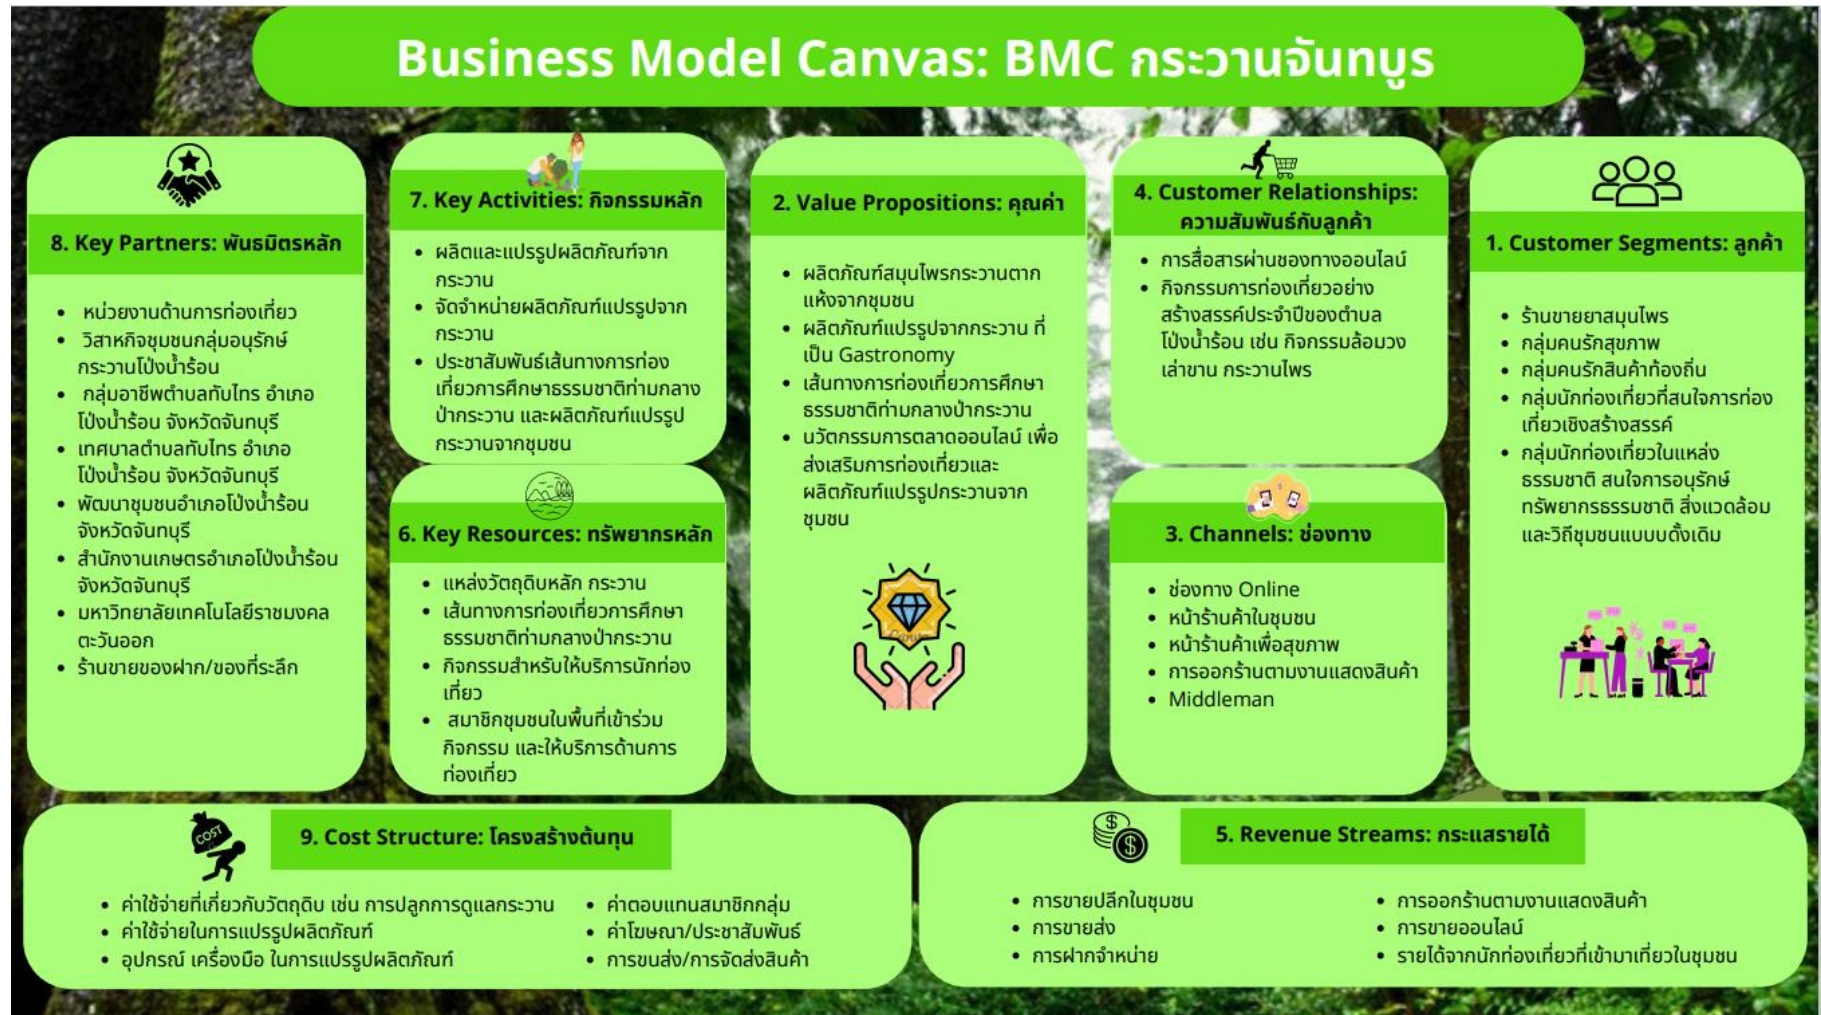 Business Model Canvas: BMC กระวานจันทบูร
8. Key Partners: พันธมิตรหลัก
• หน่วยงานด้านการท่องเที่ยว
• วิสาหกิจชุมชนกลุ่มอนุรักษ์
กระวานโป่งน้ำร้อน
• กลุ่มอาชีพตำบลทับไทร อำเภอ
โป่งน้ำร้อน จังหวัดจันทบุรี
• เทศบาลตำบลทับไทร อำเภอ
โป่งน้ำร้อน จังหวัดจันทบุรี
• พัฒนาชุมชนอำเภอโป่งน้ำร้อน
จังหวัดจันทบุรี
• สำนักงานเกษตรอำเภอโป่งน้ำร้อน
จังหวัดจันทบุรี
• มหาวิทยาลัยเทคโนโลยีราชมงคล
ตะวันออก
• ร้านขายของฝาก/ของที่ระลึก
7. Key Activities: กิจกรรมหลัก
• ผลิตและแปรรูปผลิตภัณฑ์จาก
กระวาน
• จัดจำหน่ายผลิตภัณฑ์แปรรูปจาก
กระวาน
• ประชาสัมพันธ์เส้นทางการท่อง
เที่ยวการศึกษาธรรมชาติท่ามกลาง
ป่ากระวาน และผลิตภัณฑ์แปรรูป
กระวานจากชุมชน
6. Key Resources: ทรัพยากรหลัก
• แหล่งวัตถุดิบหลัก กระวาน
• เส้นทางการท่องเที่ยวการศึกษา
ธรรมชาติท่ามกลางป่ากระวาน
• กิจกรรมสำหรับให้บริการนักท่อง
เที่ยว
• สมาชิกชุมชนในพื้นที่เข้าร่วม
กิจกรรม และให้บริการด้านการ
ท่องเที่ยว
2. Value Propositions: คุณค่า
• ผลิตภัณฑ์สมุนไพรกระวานตาก
แห้งจากชุมชน
• ผลิตภัณฑ์แปรรูปจากกระวาน ที่
เป็น Gastronomy
• เส้นทางการท่องเที่ยวการศึกษา
ธรรมชาติท่ามกลางป่ากระวาน
• นวัตกรรมการตลาดออนไลน์ เพื่อ
ส่งเสริมการท่องเที่ยวและ
ผลิตภัณฑ์แปรรูปกระวานจาก
ชุมชน
4. Customer Relationships:
ความสัมพันธ์กับลูกค้า
• การสื่อสารผ่านชองทางออนไลน์
• กิจกรรมการท่องเที่ยวอย่าง
สร้างสรรค์ประจำปีของตำบล
โป่งน้ำร้อน เช่น กิจกรรมล้อมวง
เล่าขาน กระวานไพร
3. Channels: ช่องทาง
• ช่องทาง Online
• หน้าร้านค้าในชุมชน
• หน้าร้านค้าเพื่อสุขภาพ
• การออกร้านตามงานแสดงสินค้า
• Middleman
1. Customer Segments: ลูกค้า
• ร้านขายยาสมุนไพร
• กลุ่มคนรักสุขภาพ
• กลุ่มคนรักสินค้าท้องถิ่น
• กลุ่มนักท่องเที่ยวที่สนใจการท่อง
เที่ยวเชิงสร้างสรรค์
• กลุ่มนักท่องเที่ยวในแหล่ง
ธรรมชาติ สนใจการอนุรักษ์
ทรัพยากรธรรมชาติ สิ่งแวดล้อม
และวิถีชุมชนแบบบดั้งเดิม
COST
9. Cost Structure: โครงสร้างต้นทุน
• ค่าใช้จ่ายที่เกี่ยวกับวัตถุดิบ เช่น การปลูกการดูแลกระวาน
• ค่าใช้จ่ายในการแปรรูปผลิตภัณฑ์
• อุปกรณ์ เครื่องมือ ในการแปรรูปผลิตภัณฑ์
• ค่าตอบแทนสมาชิกกลุ่ม
• ค่าโฆษณา/ประชาสัมพันธ์
• การขนส่ง/การจัดส่งสินค้า
5. Revenue Streams: กระแสรายได้
• การขายปลีกในชุมชน
• การขายส่ง
• การฝากจำหน่าย
• การออกร้านตามงานแสดงสินค้า
• การขายออนไลน์
• รายได้จากนักท่องเที่ยวที่เข้ามาเที่ยวในชุมชน